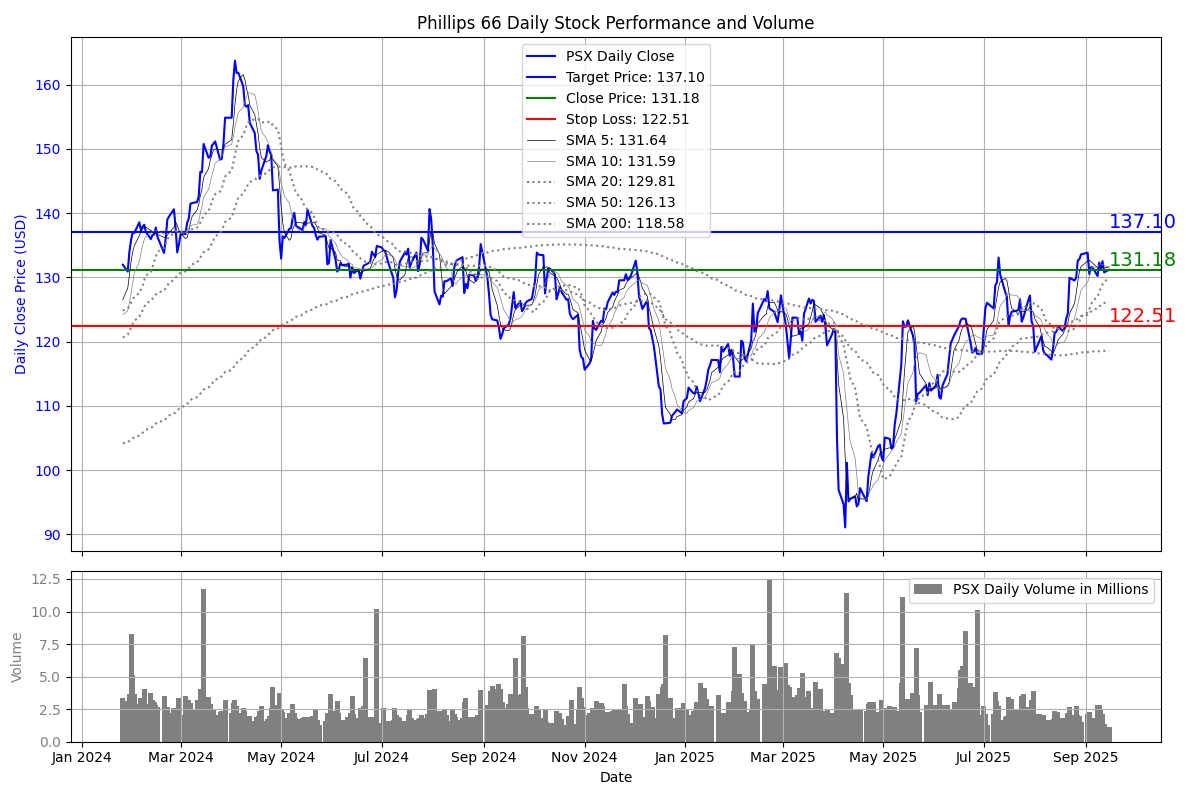 Phillips 66 Daily Stock Performance and Volume
Daily Close Price (USD)
160
150
140
130
120
110
100
90
PSX Daily Close
Target Price: 137.10
Close Price: 131.18
Stop Loss: 122.51
SMA 5: 131.64
SMA 10: 131.59
SMA 20: 129.81
SMA 50: 126.13
SMA 200: 118.58
137.10
131.18
122.51
Volume
12.5
10.0
7.5
5.0
2.5
0.0
PSX Daily Volume in Millions
Jan 2024 Mar 2024 May 2024 Jul 2024 Sep 2024 Nov 2024 Jan 2025 Mar 2025 May 2025 Jul 2025 Sep 2025
Date